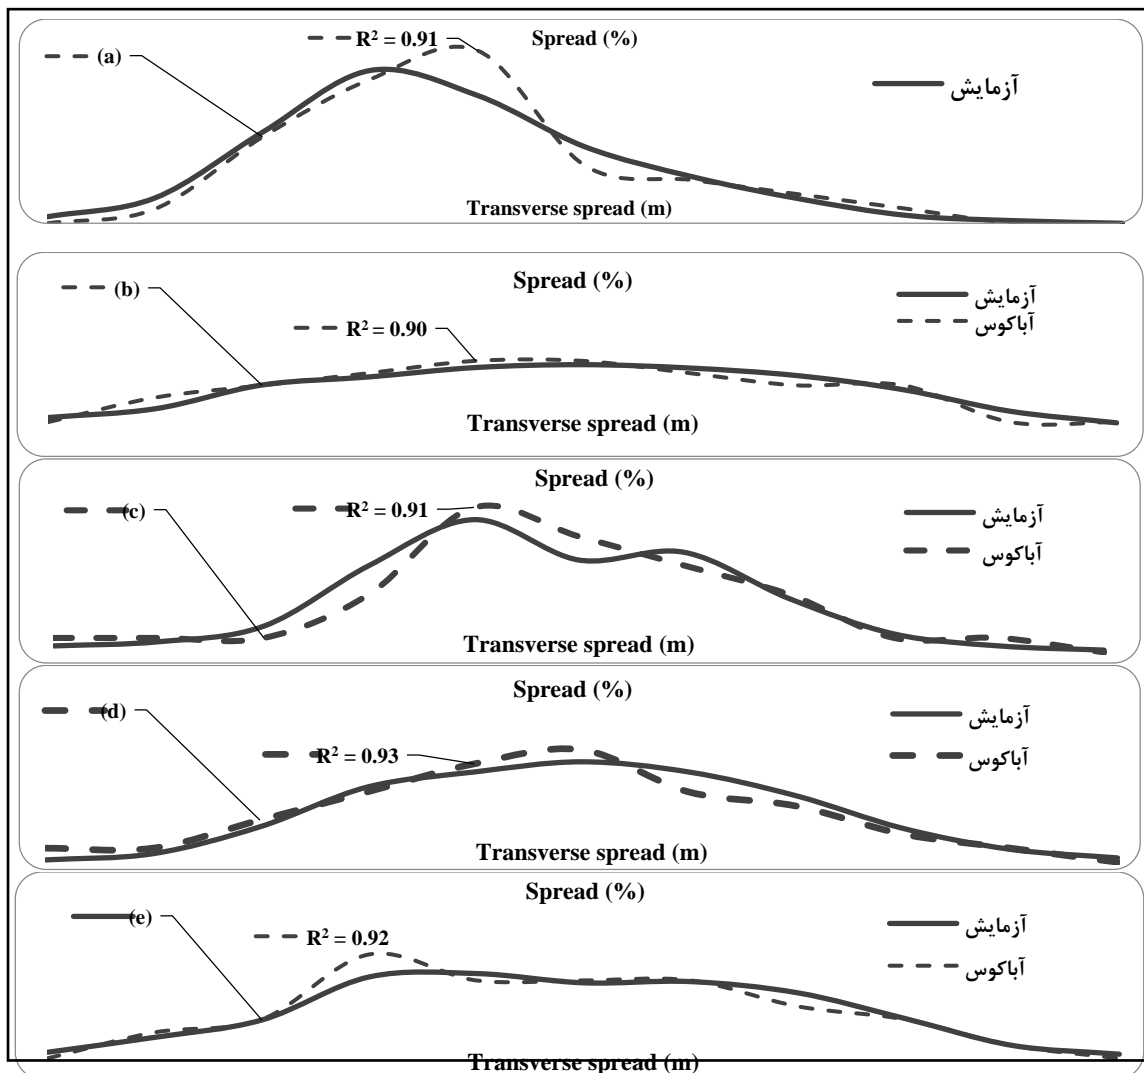 R² = 0.91
Spread (%)
(a)
آزمایش
Transverse spread (m)
Spread (%)
(b)
آزمایش
آباکوس
R² = 0.90
Transverse spread (m)
Spread (%)
(c)
R² = 0.91
آزمایش
آباکوس
Transverse spread (m)
Spread (%)
(d)
آزمایش
R² = 0.93
آباکوس
Transverse spread (m)
Spread (%)
(e)
آزمایش
R² = 0.92
آباکوس
Transverse spread (m)